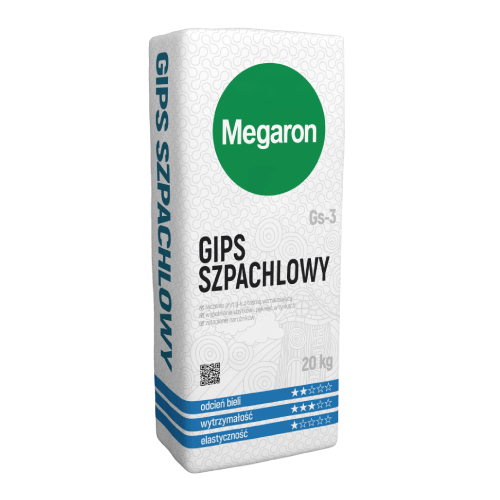 GIPS SZPACHLOWY
Megaron
Gs-3
GIPS
SZPACHLOWY
20 kg
odcień bieli
wytrzymałość
elastyczność